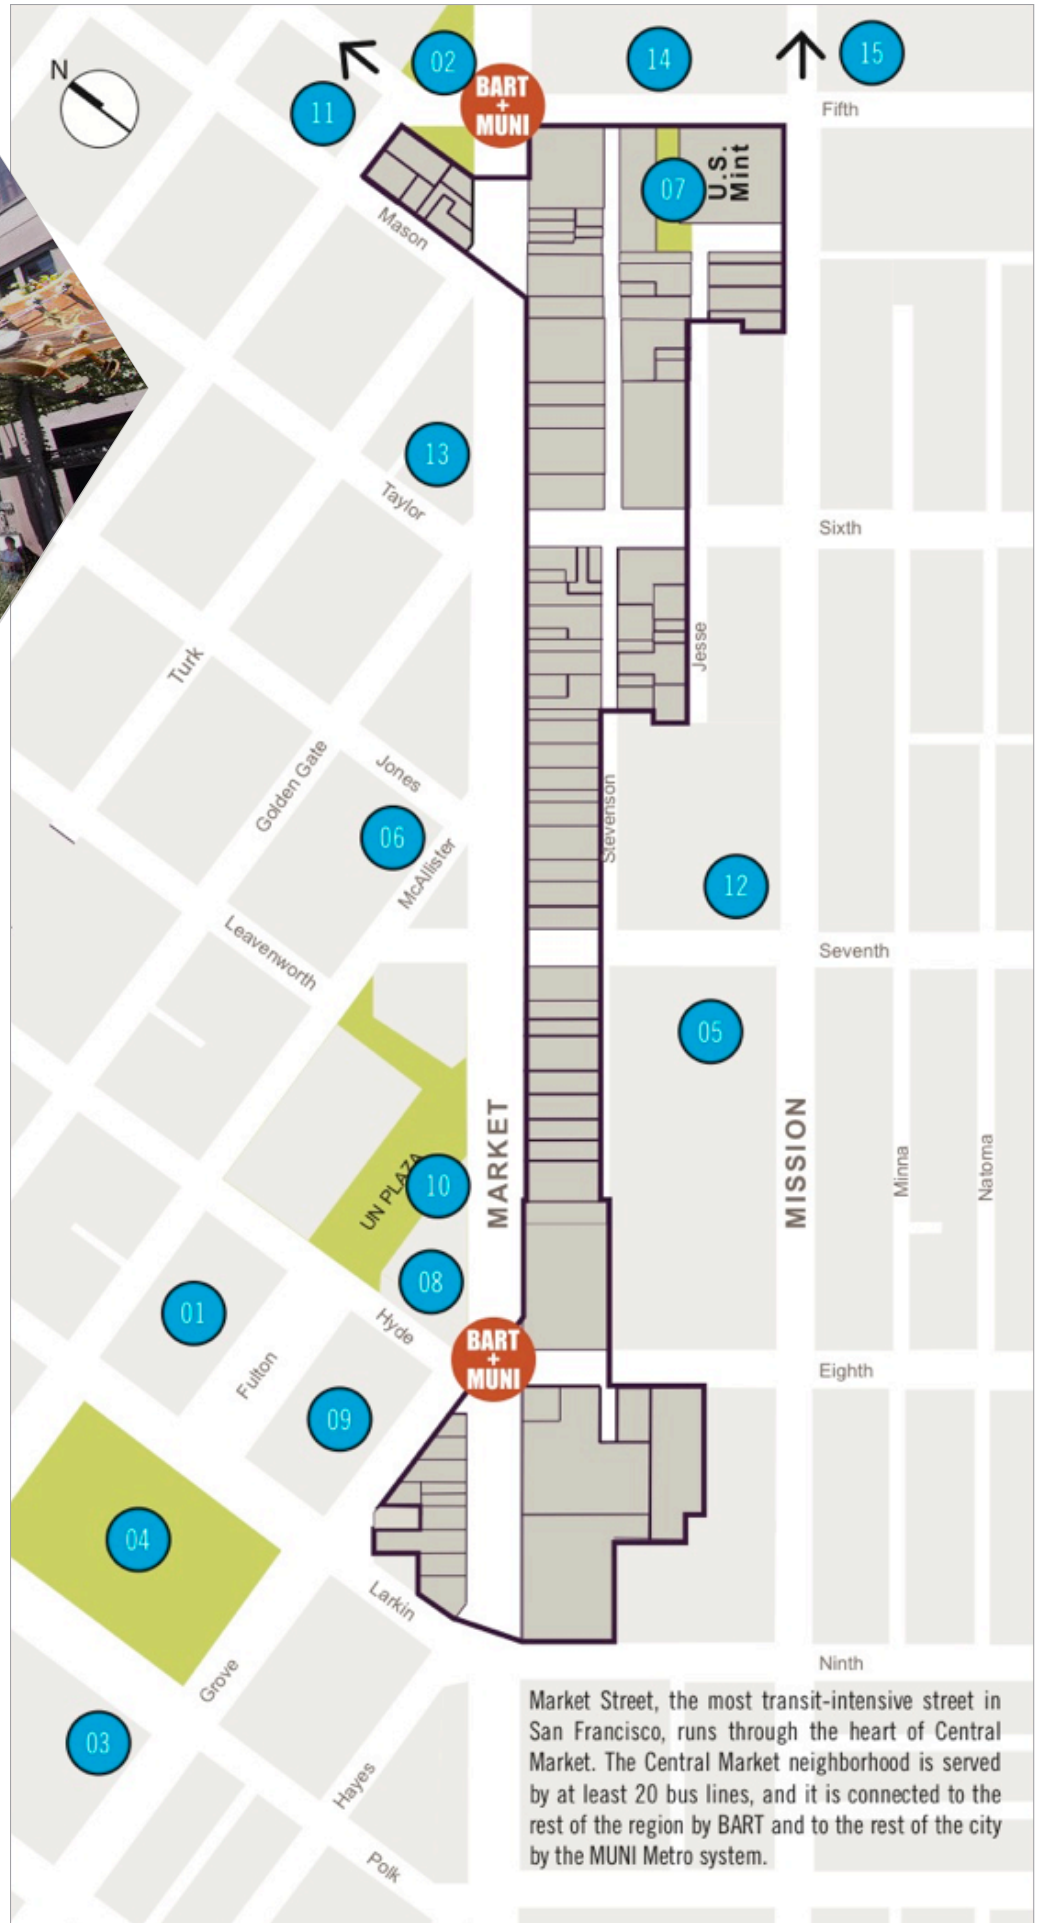 N
02
14
15
11
BART
+
MUNI
Fifth
07
U.S.
Mint
Mason
13
Taylor
Sixth
Jesse
Turk
Jones
Golden Gate
Stevenson
06
McAllister
12
Leavenworth
Seventh
05
MARKET
MISSION
Minna
Natoma
UN PLAZA
10
08
01
Hyde
BART
+
MUNI
Fulton
Eighth
09
04
Larkin
Grove
Ninth
Market Street, the most transit-intensive street in
San Francisco, runs through the heart of Central
Market. The Central Market neighborhood is served
by at least 20 bus lines, and it is connected to the
rest of the region by BART and to the rest of the city
by the MUNI Metro system.
03
Hayes
Polk